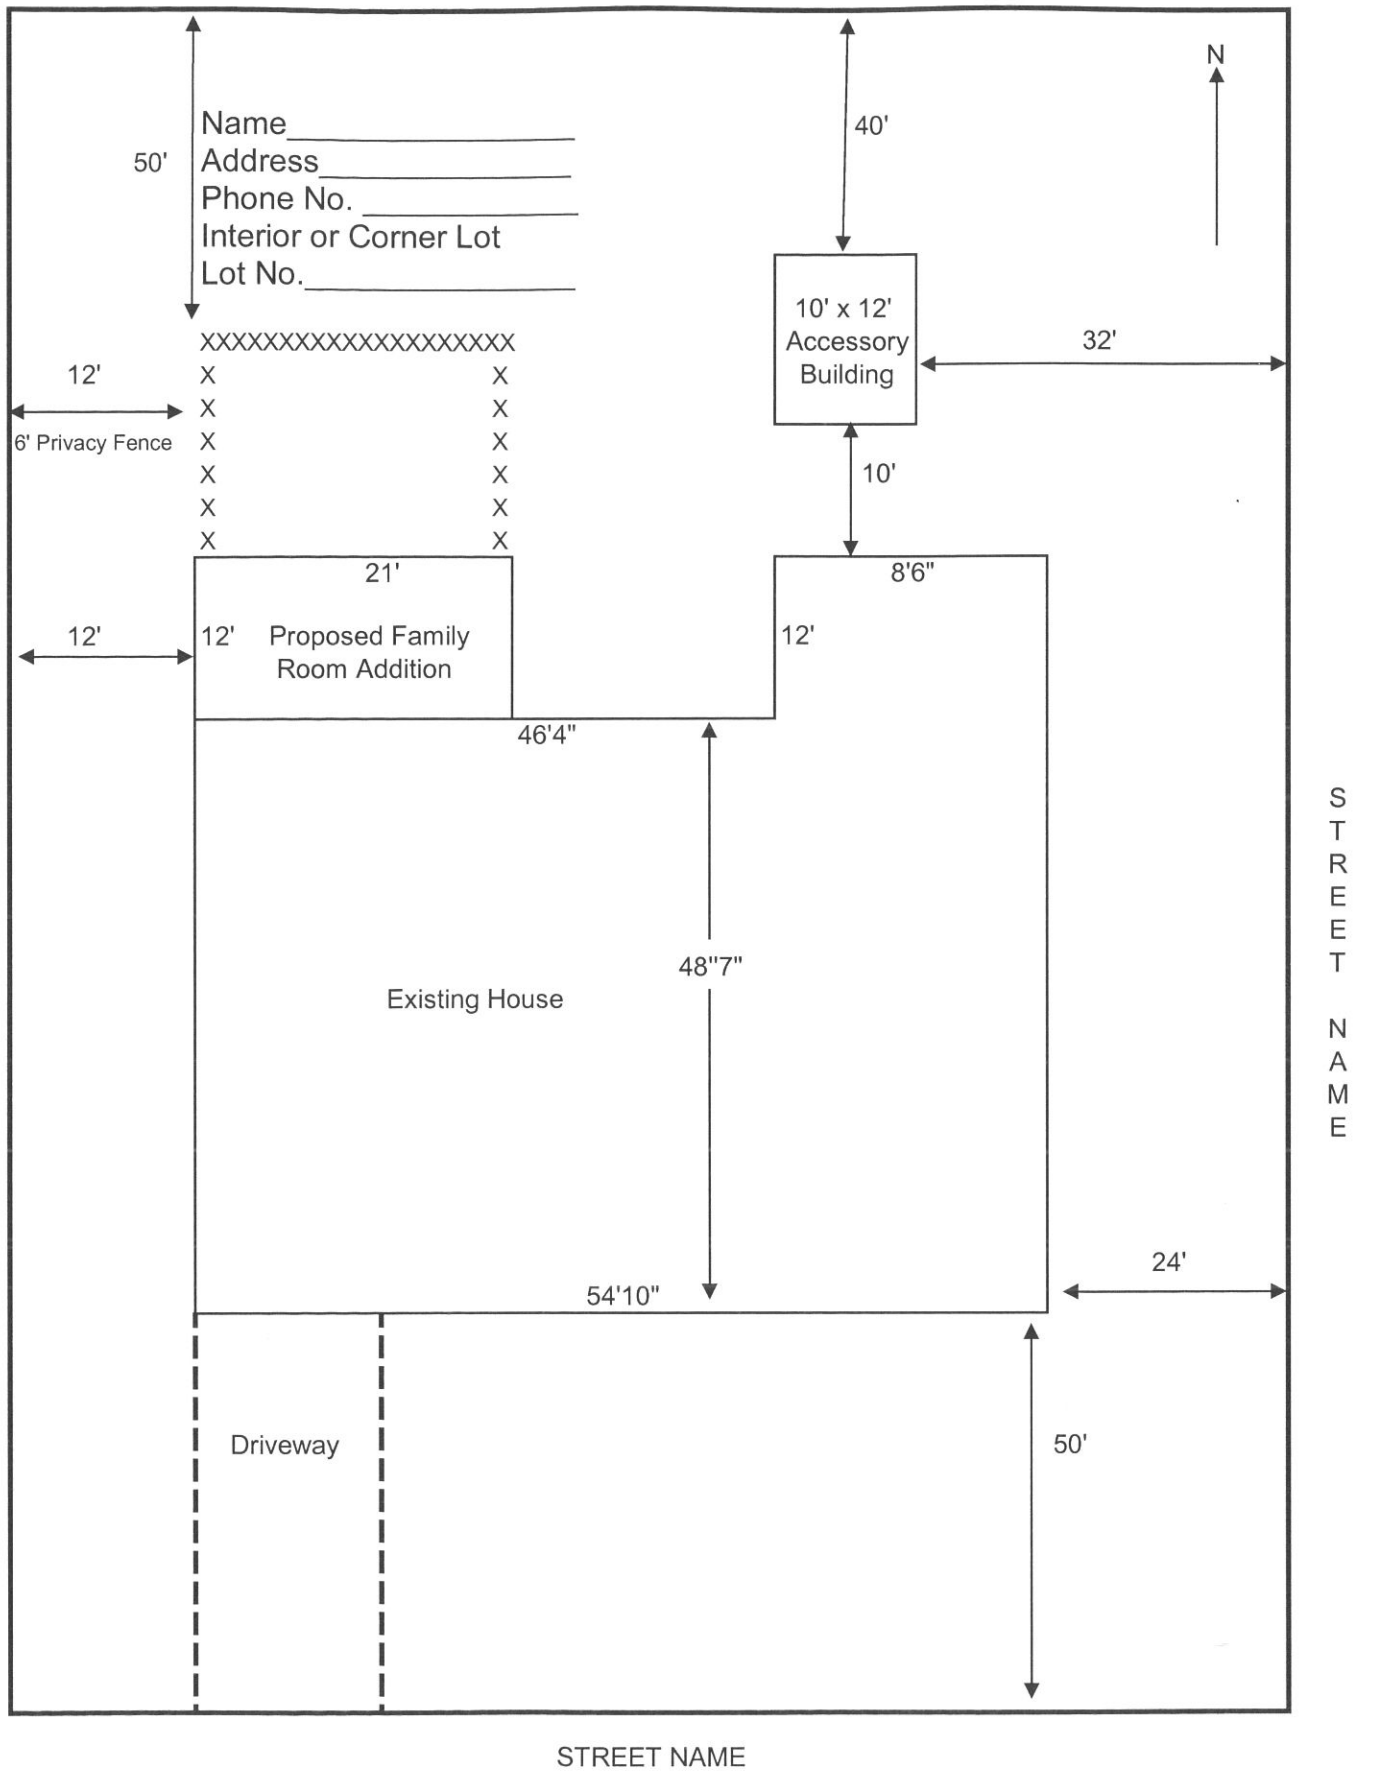 N
40'
Name
50'
Address
Phone No.
Interior or Corner Lot
Lot No.
10' x 12'
Accessory
Building
32'
XXXXXXXXXXXXXXXXXXXX
12'
X X
X X
6' Privacy Fence
X X
X X
10'
X X
X X
21'
8'6"
12'
12'
Proposed Family
Room Addition
12'
46'4"
48"7"
Existing House
STREET NAME
24'
54'10"
Driveway
50'
STREET NAME